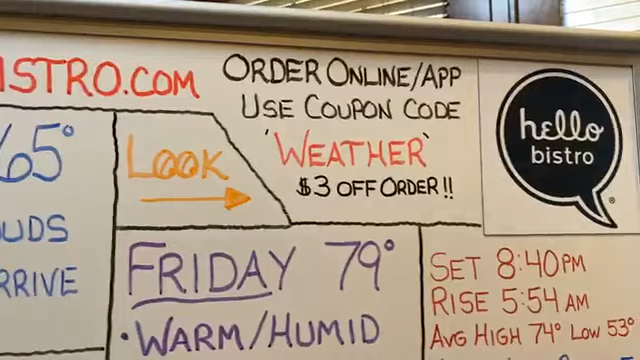 ISTRO.COM
ORDER ONLINE/APP
USE COUPON CODE
'WEATHER'
$3 OFF ORDER!!
LOOK
hello
bistro
®
65°
UDS
RRIVE
FRIDAY 79°
• WARM/HUMID
SET 8:40PM
RISE 5:54AM
AVG HIGH 74° LOW 53°